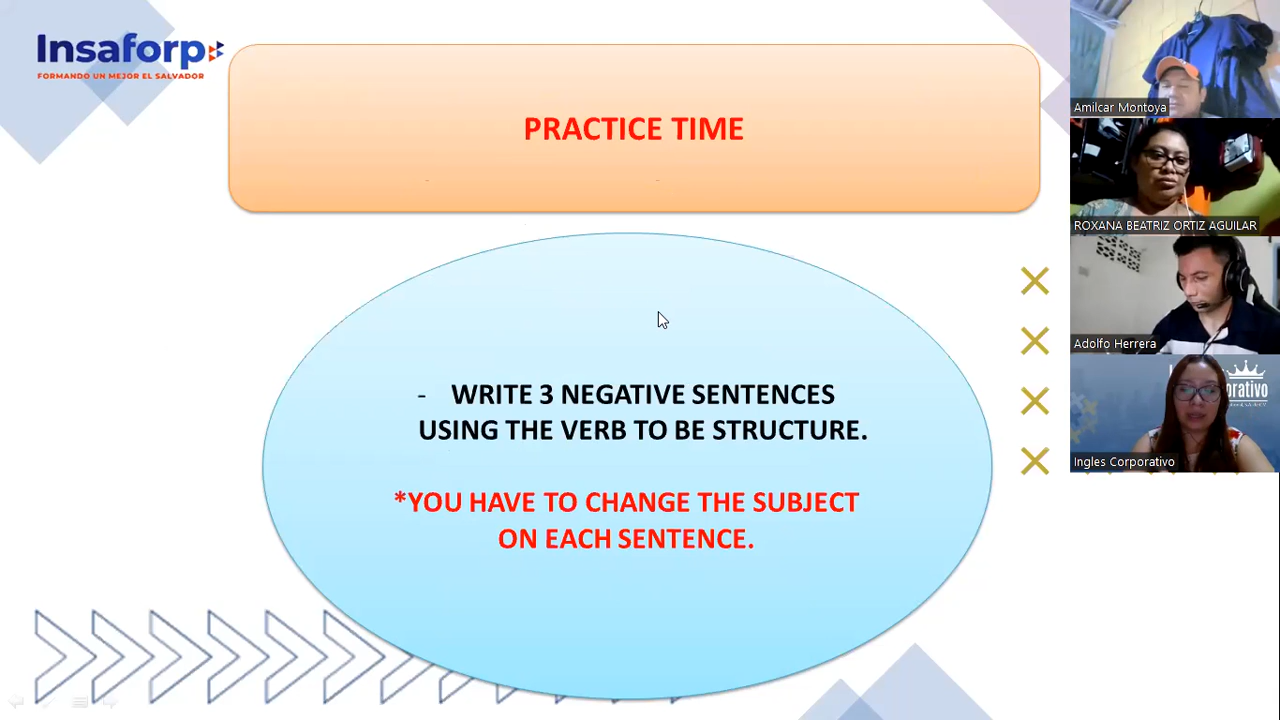 Insaforp
FORMANDO UN MEJOR EL SALVADOR
PRACTICE TIME
- WRITE 3 NEGATIVE SENTENCES
USING THE VERB TO BE STRUCTURE.
*YOU HAVE TO CHANGE THE SUBJECT
ON EACH SENTENCE.
Amilcar Montoya
ROXANA BEATRIZ ORTIZ AGUILAR
Adolfo Herrera
orativo
Ingles Corporativo